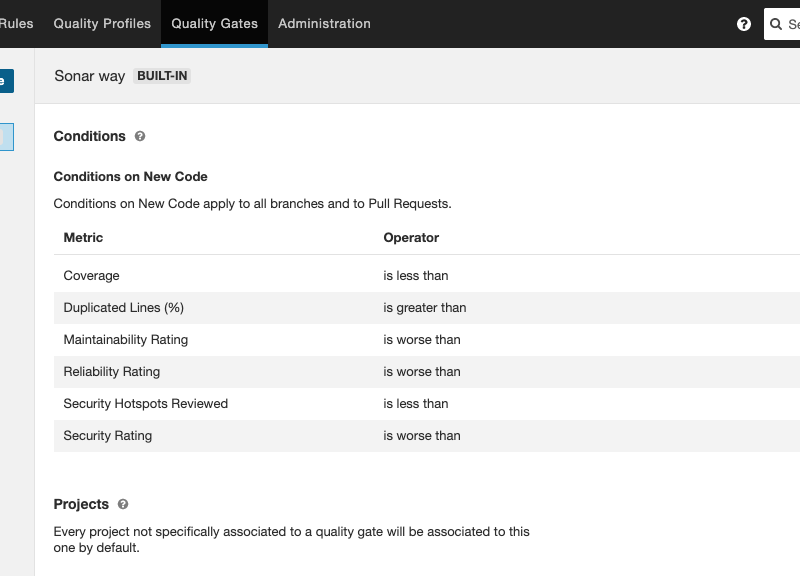 Rules Quality Profiles Quality Gates Administration
Sonar way BUILT-IN
Conditions
Conditions on New Code
Conditions on New Code apply to all branches and to Pull Requests.
Metric Operator
Coverage is less than
Duplicated Lines (%) is greater than
Maintainability Rating is worse than
Reliability Rating is worse than
Security Hotspots Reviewed is less than
Security Rating is worse than
Projects
Every project not specifically associated to a quality gate will be associated to this
one by default.